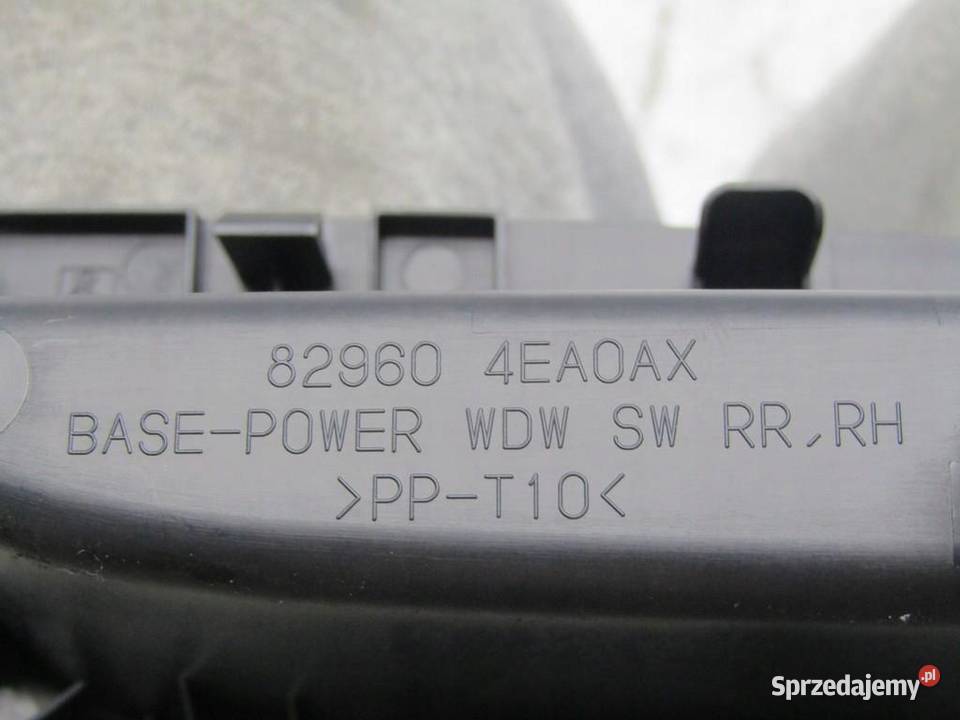 82960 4EA0AX
BASE-POWER WDW SW RR,RH
>PP-T10<
Sprzedajemy.pl